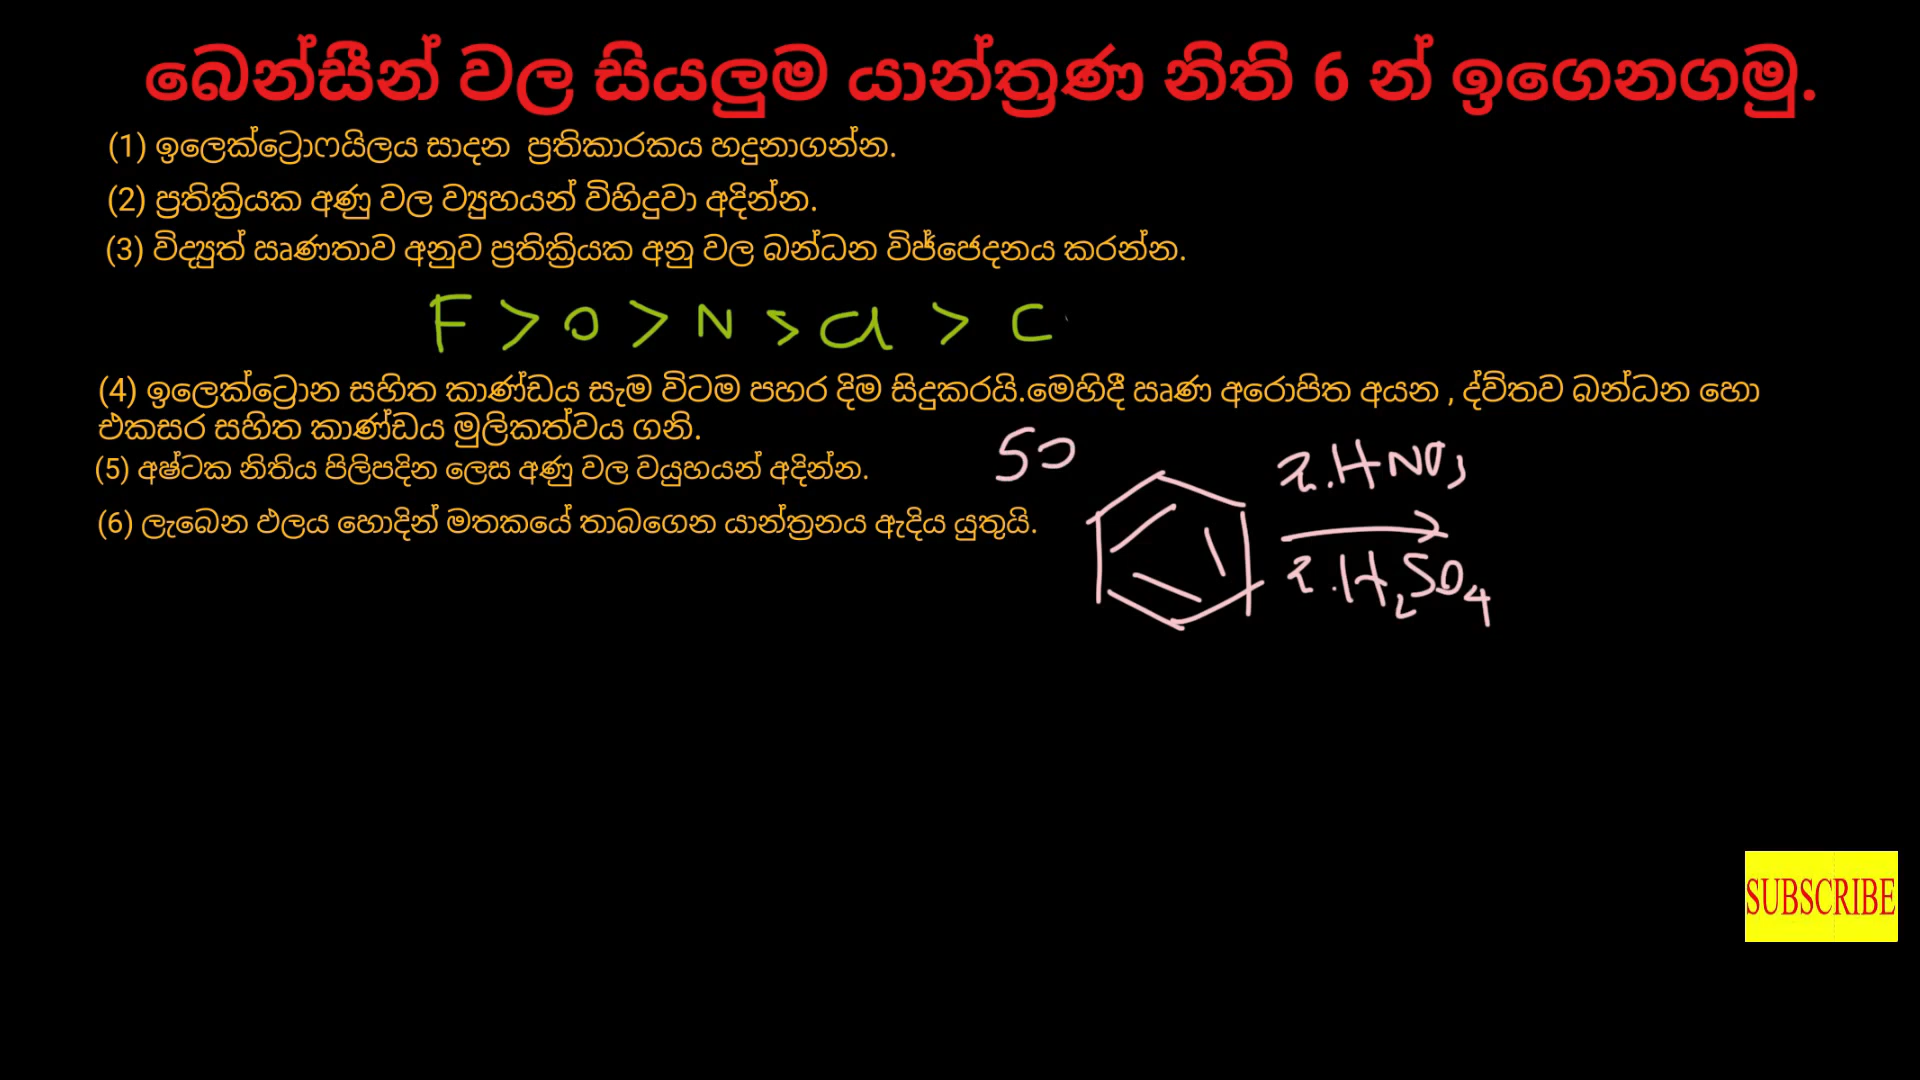 බෙන්සීන් වල සියලුම යාන්ත්‍රණ නිති 6 න් ඉගෙනගමු.
(1) ඉලෙක්ට්‍රොෆයිලය සාදන ප්‍රතිකාරකය හදුනාගන්න.
(2) ප්‍රතික්‍රියක අණු වල ව්‍යුහයන් විහිදුවා අදින්න.
(3) විද්‍යුත් සෘණතාව අනුව ප්‍රතික්‍රියක අනු වල බන්ධන විජ්ජෙදනය කරන්න.
F > O > N > Cl > C
(4) ඉලෙක්ට්‍රොන සහිත කාණ්ඩය සැම විටම පහර දිම සිදුකරයි.මෙහිදී සෘණ අරොපිත අයන , ද්විත්ව බන්ධන හො
එකසර සහිත කාණ්ඩය මුලිකත්වය ගනි.
(5) අෂ්ටක නිතිය පිලිපදින ලෙස අණු වල වයුහයන් අදින්න.
(6) ලැබෙන ඵලය හොදින් මතකයේ තාබගෙන යාන්ත්‍රනය ඇදිය යුතුයි.
සා.HNO3
සා.H2SO4
SUBSCRIBE